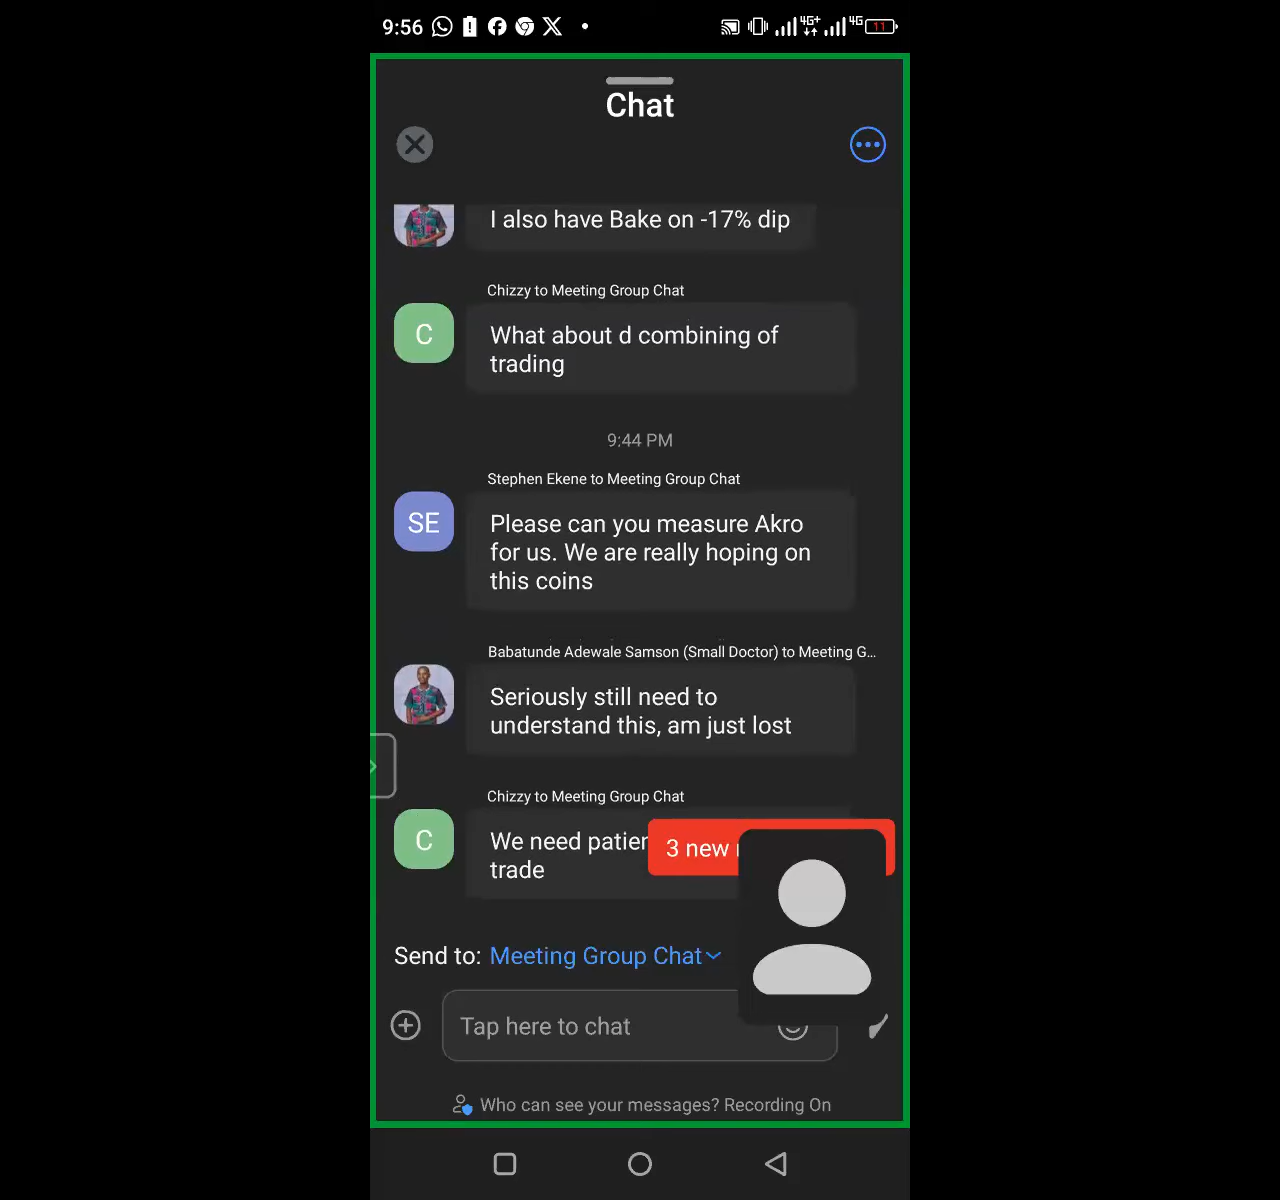 9:56
4G+
4G
11
Chat
I also have Bake on -17% dip
Chizzy to Meeting Group Chat
C
What about d combining of
trading
9:44 PM
Stephen Ekene to Meeting Group Chat
SE
Please can you measure Akro
for us. We are really hoping on
this coins
Babatunde Adewale Samson (Small Doctor) to Meeting G...
Seriously still need to
understand this, am just lost
Chizzy to Meeting Group Chat
C
We need
trade
3 new
Send to: Meeting Group Chat
Tap here to chat
Who can see your messages? Recording On